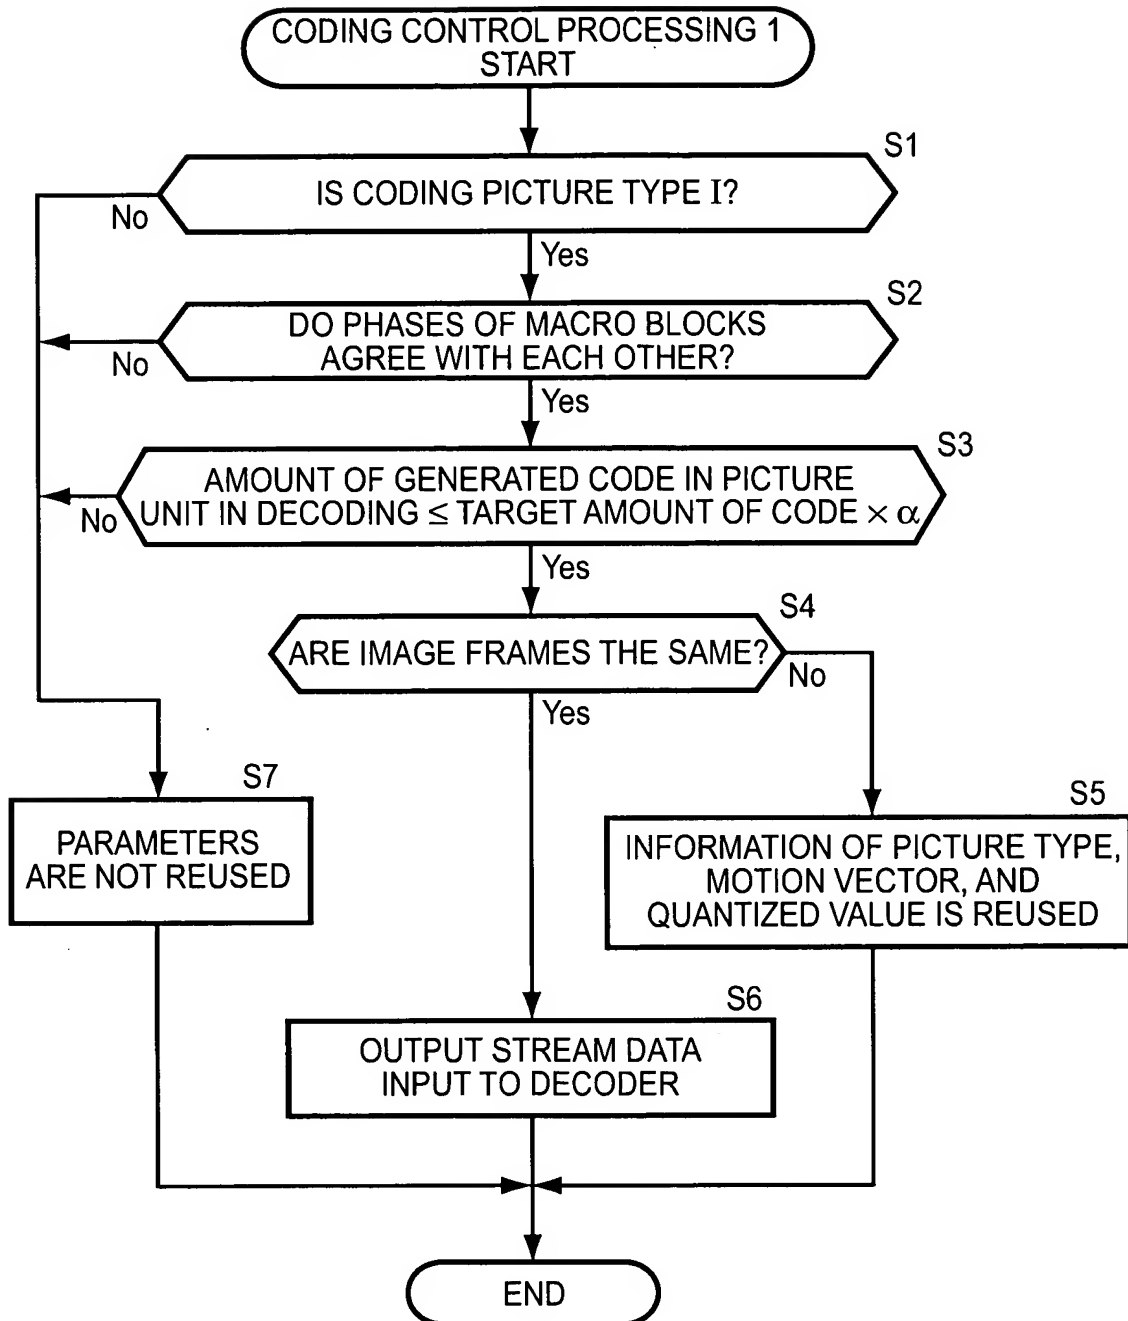 CODING CONTROL PROCESSING 1
START
S1
IS CODING PICTURE TYPE I?
No
Yes
S2
DO PHASES OF MACRO BLOCKS
AGREE WITH EACH OTHER?
No
Yes
S3
AMOUNT OF GENERATED CODE IN PICTURE
UNIT IN DECODING ≤ TARGET AMOUNT OF CODE × α
No
Yes
S4
ARE IMAGE FRAMES THE SAME?
No
Yes
S7
PARAMETERS
ARE NOT REUSED
S5
INFORMATION OF PICTURE TYPE,
MOTION VECTOR, AND
QUANTIZED VALUE IS REUSED
S6
OUTPUT STREAM DATA
INPUT TO DECODER
END